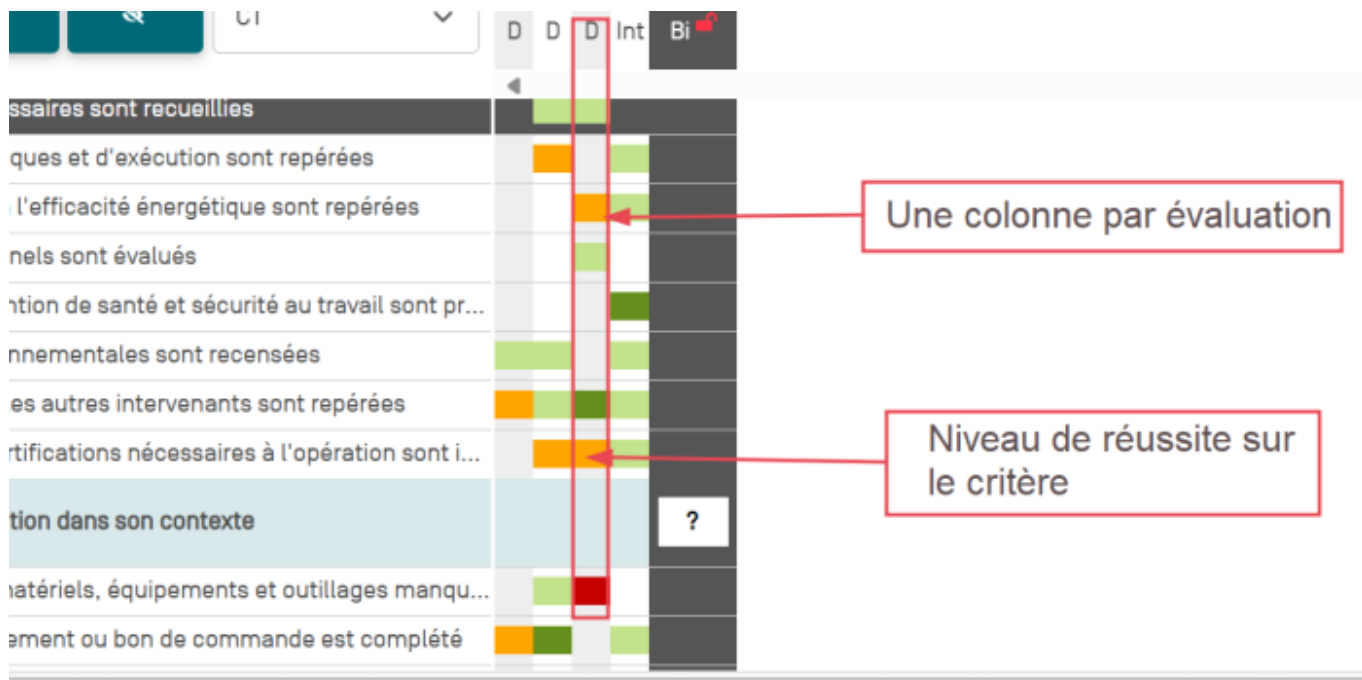 CT
D D D Int Bi
ssaires sont recueillies
ques et d'exécution sont repérées
l'efficacité énergétique sont repérées
Une colonne par évaluation
nels sont évalués
ntion de santé et sécurité au travail sont pr...
nnementales sont recensées
es autres intervenants sont repérées
Niveau de réussite sur
le critère
rtifications nécessaires à l'opération sont i...
tion dans son contexte
?
matériels, équipements et outillages manqu...
ement ou bon de commande est complété